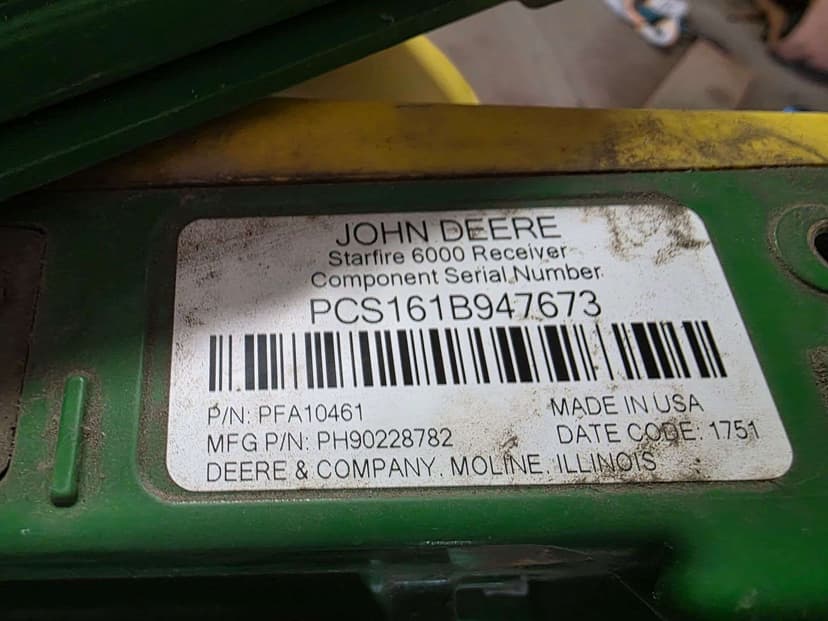 JOHN DEERE
Starfire 6000 Receiver
Component Serial Number
PCS161B947673
P/N: PFA10461
MADE IN USA
MFG P/N: PH90228782
DATE CODE: 1751
DEERE & COMPANY. MOLINE. ILLINOIS